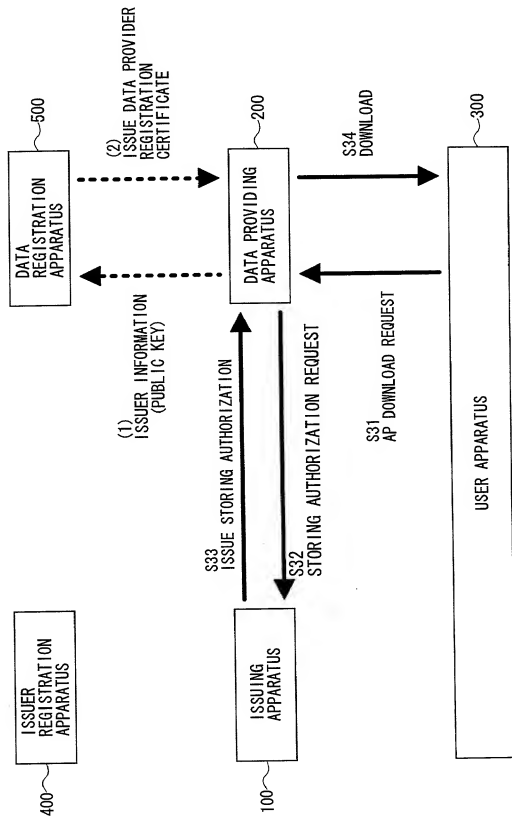 ISSUER
REGISTRATION
APPARATUS
400
DATA
REGISTRATION
APPARATUS
500
(1)
ISSUER INFORMATION
(PUBLIC KEY)
(2)
ISSUE DATA PROVIDER
REGISTRATION
CERTIFICATE
ISSUING
APPARATUS
100
S33
ISSUE STORING AUTHORIZATION
S32
STORING AUTHORIZATION REQUEST
DATA PROVIDING
APPARATUS
200
S31
AP DOWNLOAD REQUEST
S34
DOWNLOAD
USER APPARATUS
300